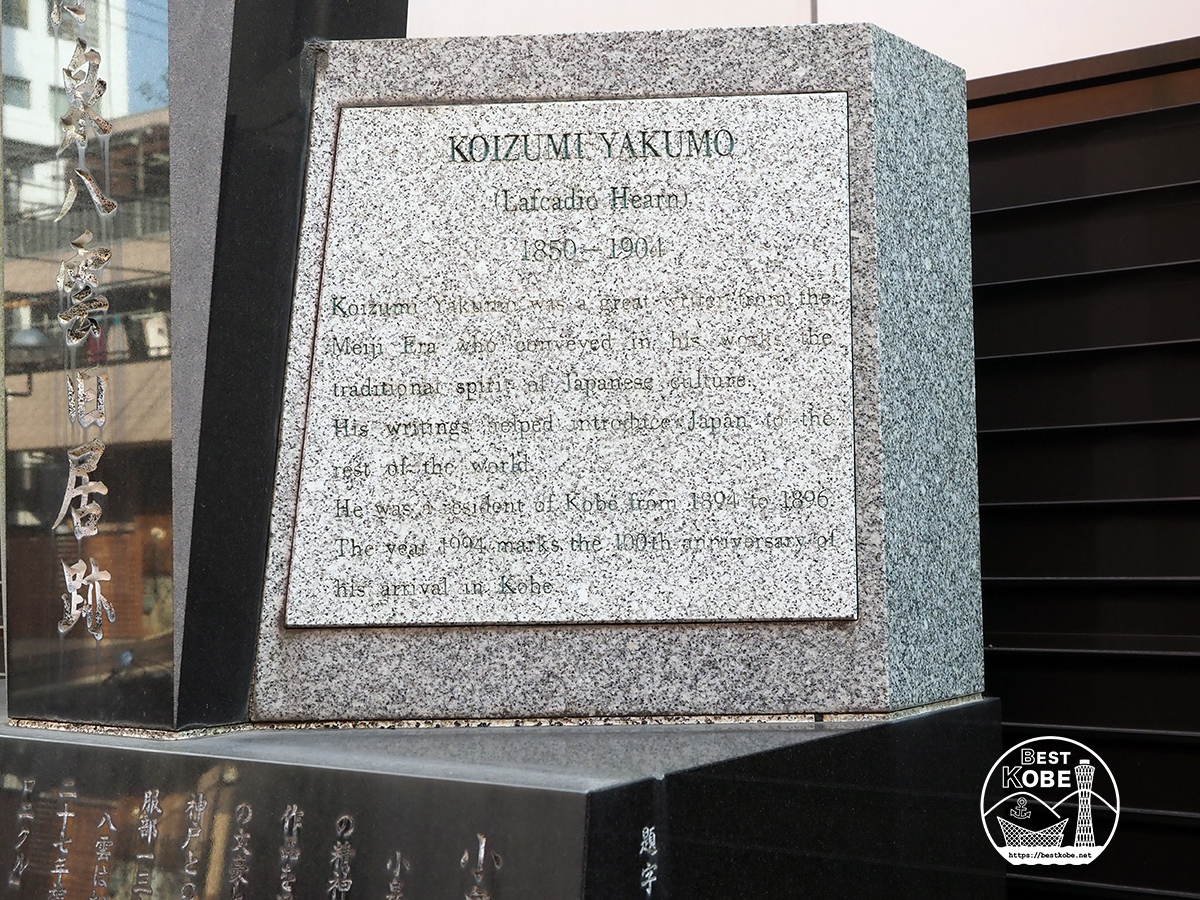 泉八雲旧居跡
KOIZUMI YAKUMO
(Lafcadio Hearn)
1850–1904
Koizumi Yakumo was a great writer from the
Meiji Era who conveyed in his works the
traditional spirit of Japanese culture.
His writings helped introduce Japan to the
rest of the world.
He was a resident of Kobe from 1894 to 1896.
The year 1994 marks the 100th anniversary of
his arrival in Kobe.
題字
小
小泉
の精神
作品を
の文豪
神戸との
服部一三
八雲は
二十七年
BEST
KOBE
https://bestkobe.net